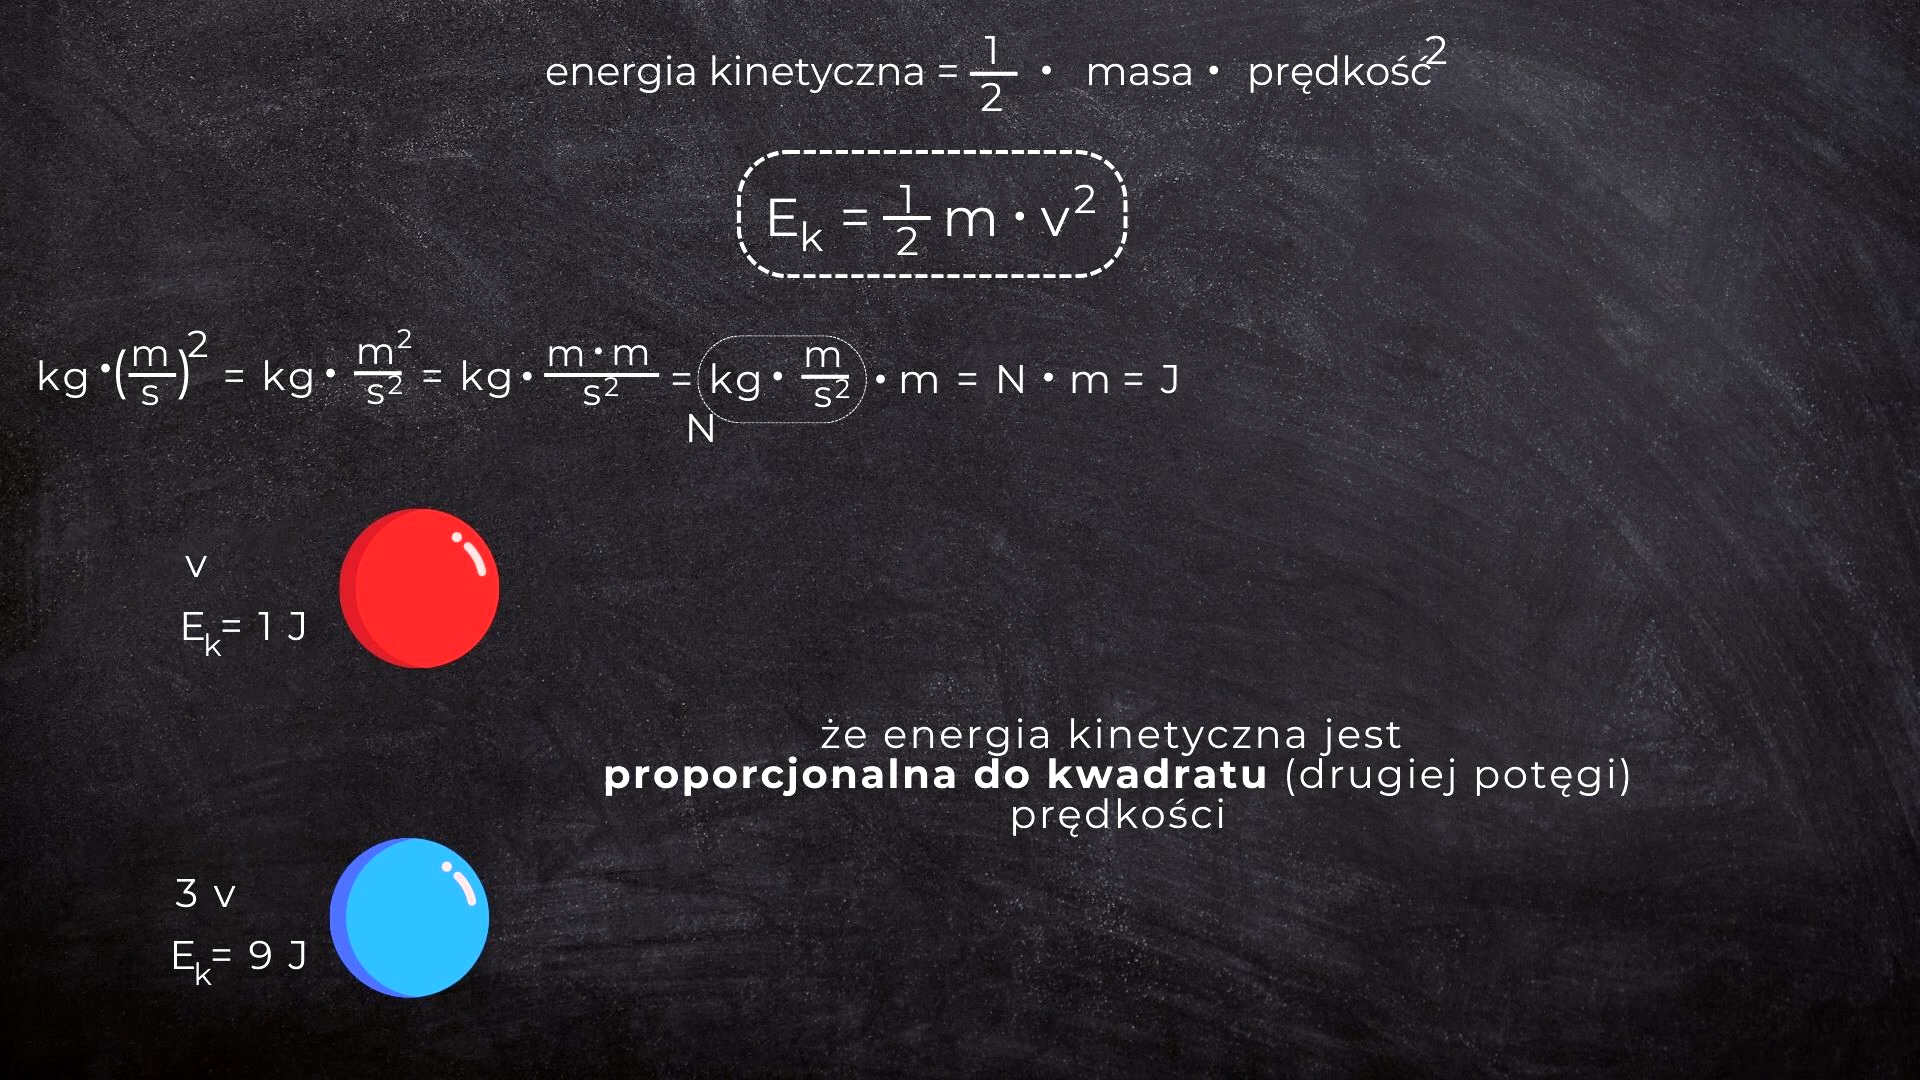 energia kinetyczna = 1/2 • masa • prędkość²
Eₖ = 1/2 m • v²
kg • (m/s)² = kg • m²/s² = kg • m•m/s² = kg • m/s² • m = N • m = J
N
v
Eₖ= 1 J
że energia kinetyczna jest
proporcjonalna do kwadratu (drugiej potęgi)
prędkości
3 v
Eₖ= 9 J